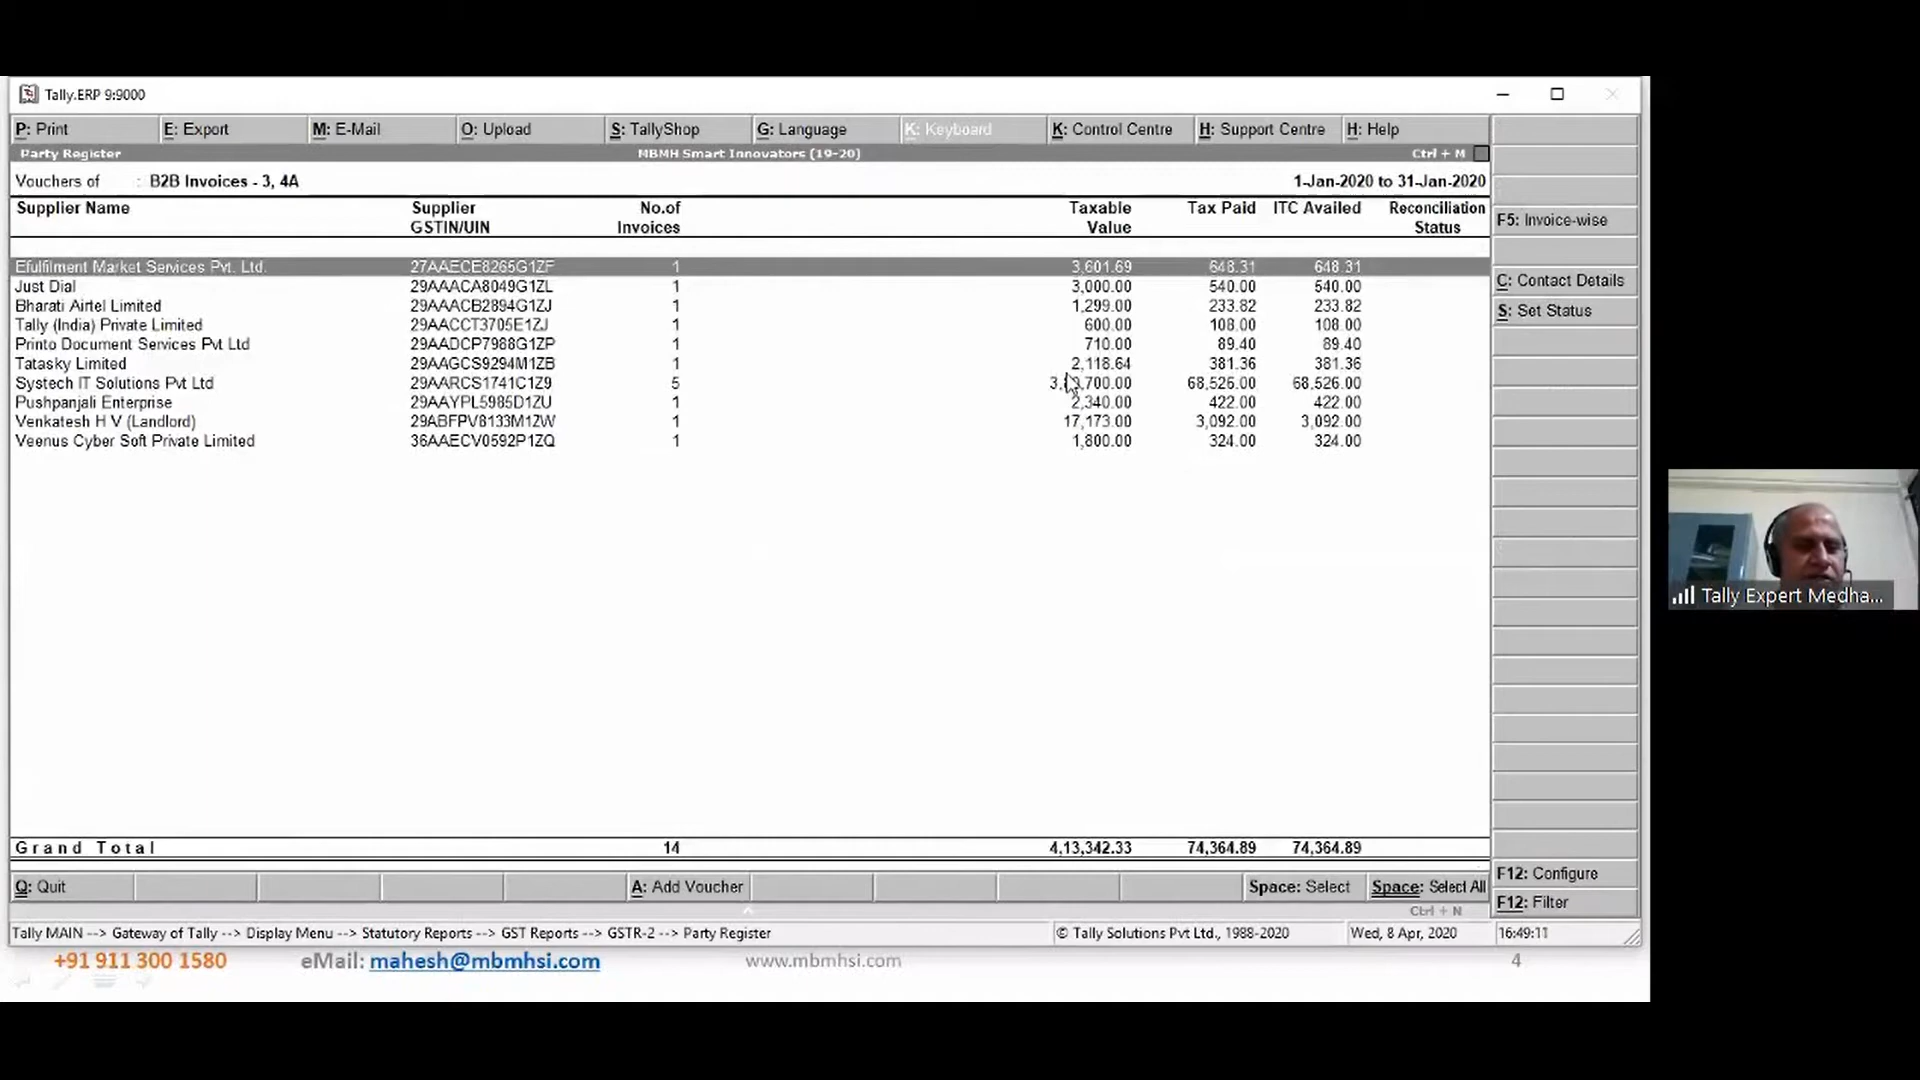 Tally.ERP 9:9000
P: Print E: Export M: E-Mail O: Upload S: TallyShop G: Language K: Keyboard K: Control Centre H: Support Centre H: Help
Party Register MBMH Smart Innovators (19-20) Ctrl + M
Vouchers of : B2B Invoices - 3, 4A 1-Jan-2020 to 31-Jan-2020
Supplier Name Supplier No.of Taxable Tax Paid ITC Availed Reconciliation
GSTIN/UIN Invoices Value Status
F5: Invoice-wise
Efulfilment Market Services Pvt. Ltd. 27AAECE8265G1ZF 1 3,601.69 648.31 648.31
C: Contact Details
Just Dial 29AAACA8049G1ZL 1 3,000.00 540.00 540.00
Bharati Airtel Limited 29AAACB2894G1ZJ 1 1,299.00 233.82 233.82
S: Set Status
Tally (India) Private Limited 29AACCT3705E1ZJ 1 600.00 108.00 108.00
Printo Document Services Pvt Ltd 29AADCP7988G1ZP 1 710.00 89.40 89.40
Tatasky Limited 29AAGCS9294M1ZB 1 2,118.64 381.36 381.36
Systech IT Solutions Pvt Ltd 29AARCS1741C1Z9 5 68,526.00 68,526.00
Pushpanjali Enterprise 29AAYPL5985D1ZU 1 2,340.00 422.00 422.00
Venkatesh H V (Landlord) 29ABFPV8133M1ZW 1 17,173.00 3,092.00 3,092.00
Veenus Cyber Soft Private Limited 36AAECV0592P1ZQ 1 1,800.00 324.00 324.00
Tally Expert Medha...
Grand Total 14 4,13,342.33 74,364.89 74,364.89
F12: Configure
Q: Quit A: Add Voucher Space: Select Space: Select All
F12: Filter
Ctrl + N
Tally MAIN --> Gateway of Tally --> Display Menu --> Statutory Reports --> GST Reports --> GSTR-2 --> Party Register © Tally Solutions Pvt Ltd., 1988-2020 Wed, 8 Apr, 2020 16:49:11
+91 911 300 1580 eMail: mahesh@mbmhsi.com www.mbmhsi.com 4